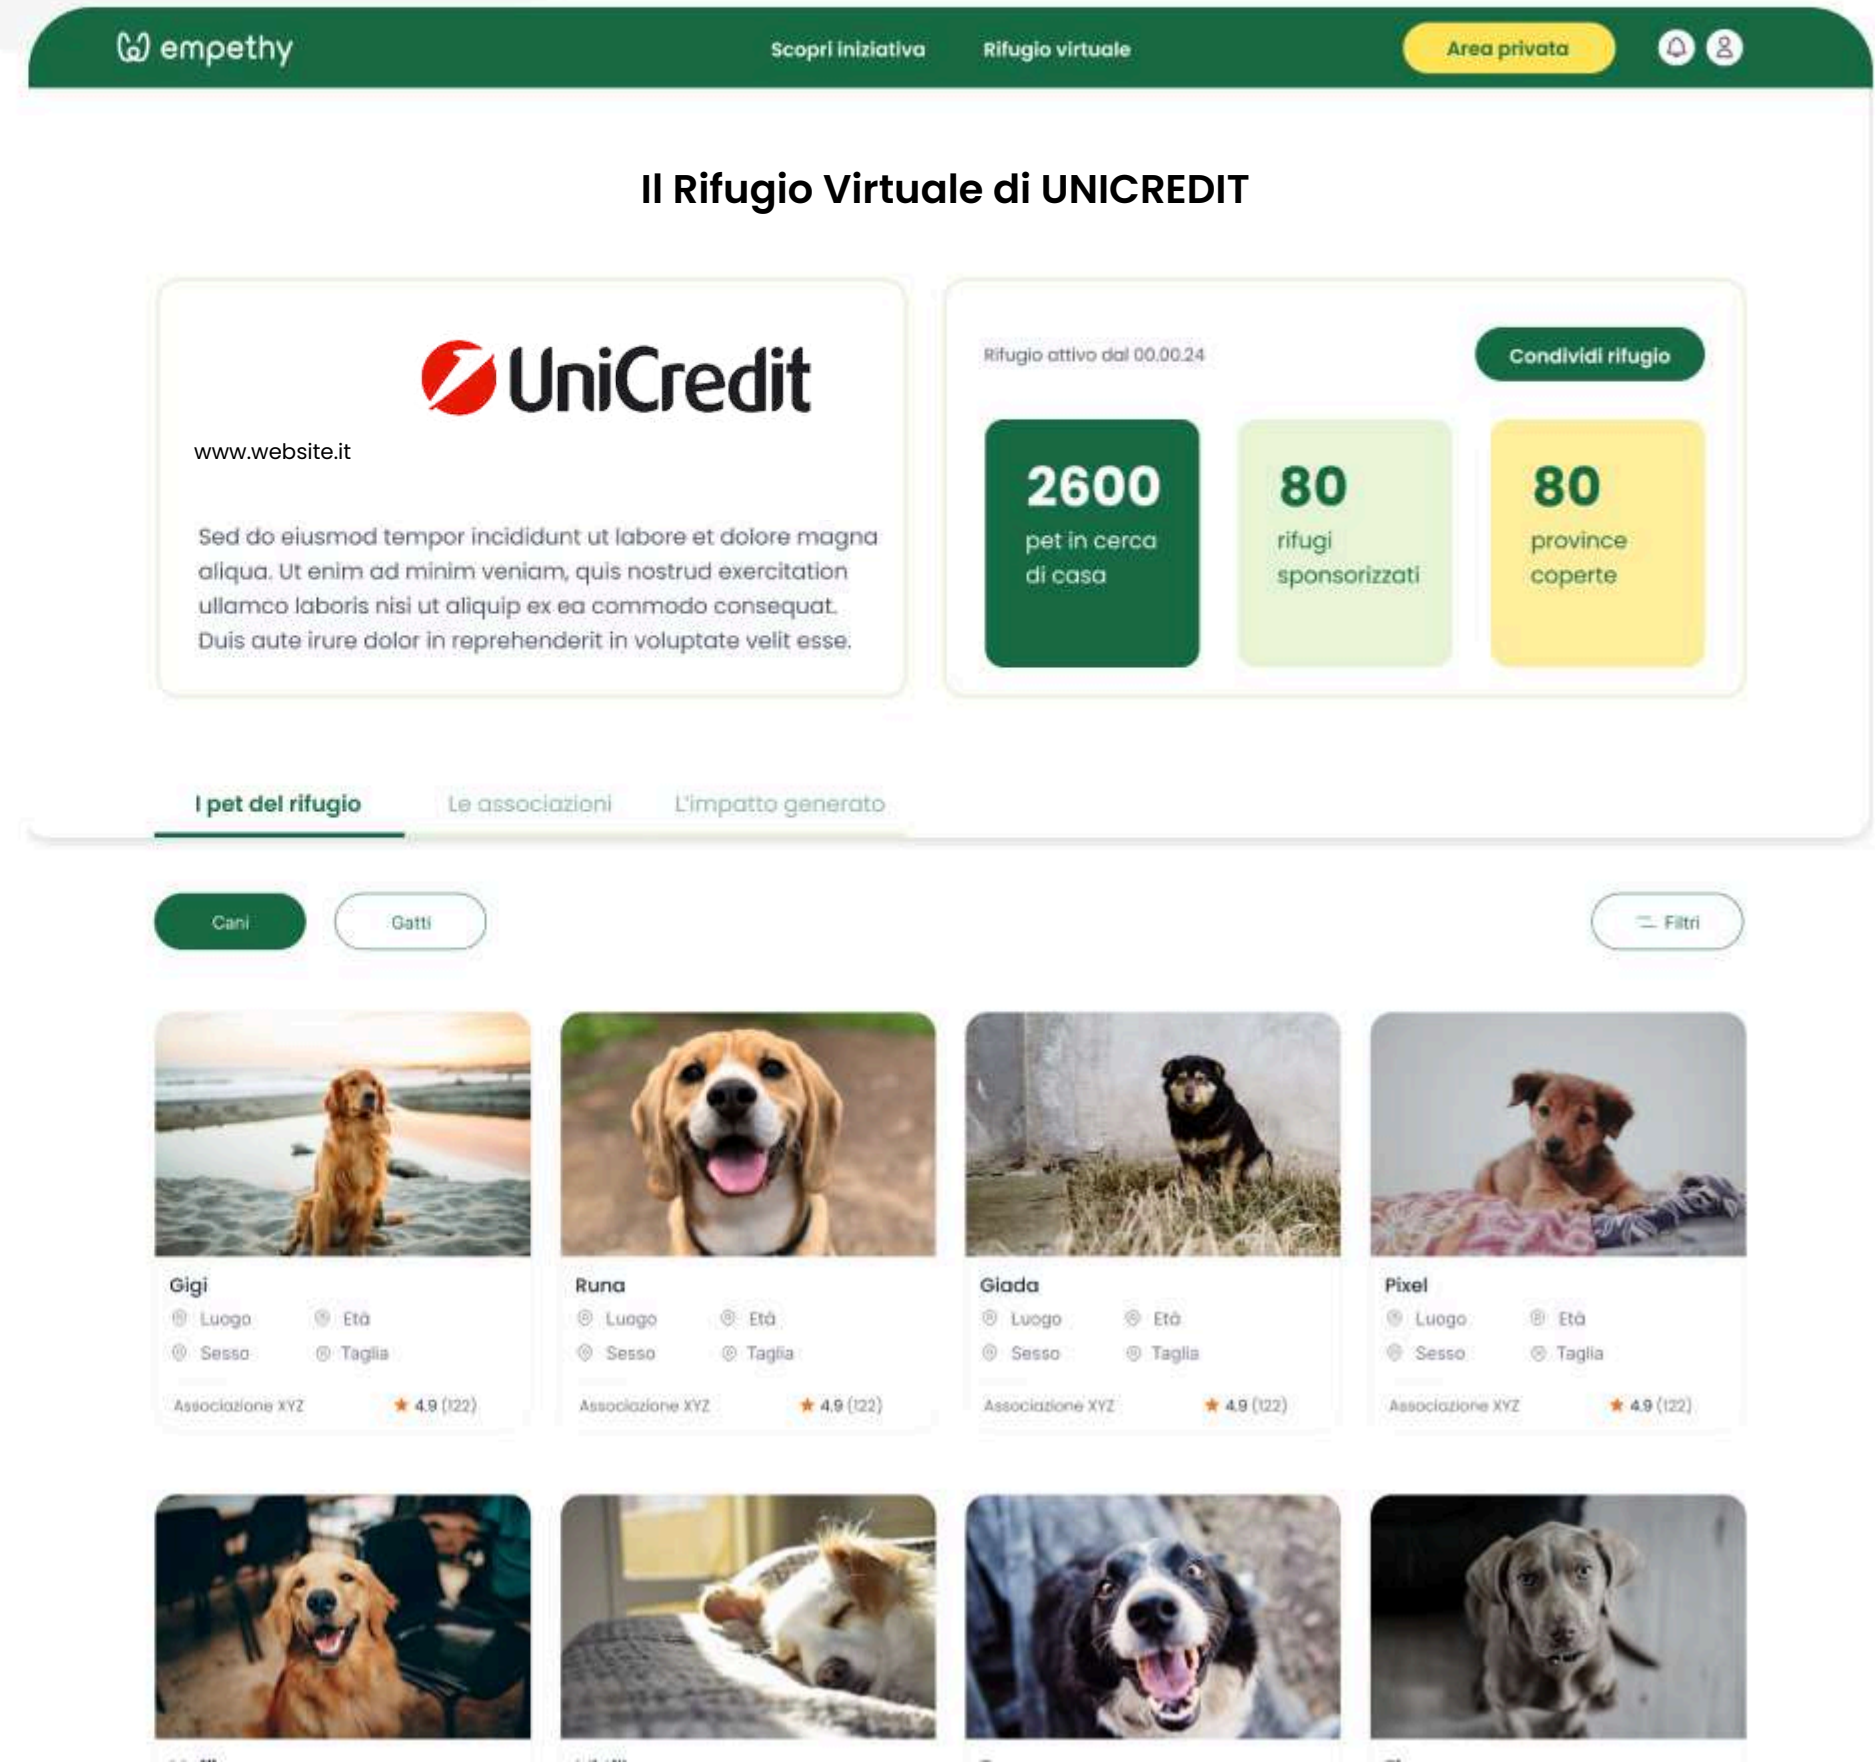 empethy
Scopri iniziativa
Rifugio virtuale
Area privata
Il Rifugio Virtuale di UNICREDIT
UniCredit
www.website.it
Sed do eiusmod tempor incididunt ut labore et dolore magna
aliqua. Ut enim ad minim veniam, quis nostrud exercitation
ullamco laboris nisi ut aliquip ex ea commodo consequat.
Duis aute irure dolor in reprehenderit in voluptate velit esse.
Rifugio attivo dal 00.00.24
Condividi rifugio
2600
pet in cerca
di casa
80
rifugi
sponsorizzati
80
province
coperte
I pet del rifugio
Le associazioni
L'impatto generato
Cani
Gatti
Filtri
Gigi
Luogo
Età
Sesso
Taglia
Associazione XYZ
4.9 (122)
Runa
Luogo
Età
Sesso
Taglia
Associazione XYZ
4.9 (122)
Giada
Luogo
Età
Sesso
Taglia
Associazione XYZ
4.9 (122)
Pixel
Luogo
Età
Sesso
Taglia
Associazione XYZ
4.9 (122)